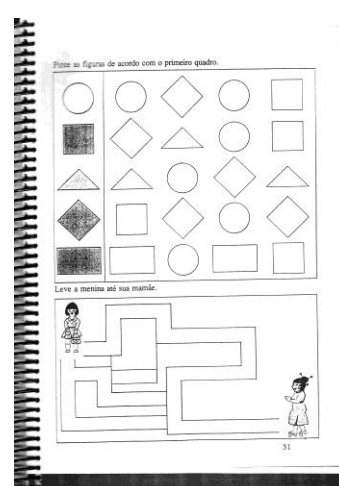 Pinte as figuras de acordo com o primeiro quadro.
Leve a menina até sua mamãe.
31